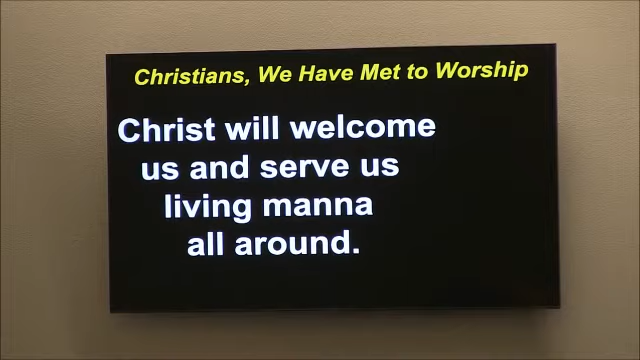 Christians, We Have Met to Worship
Christ will welcome
us and serve us
living manna
all around.